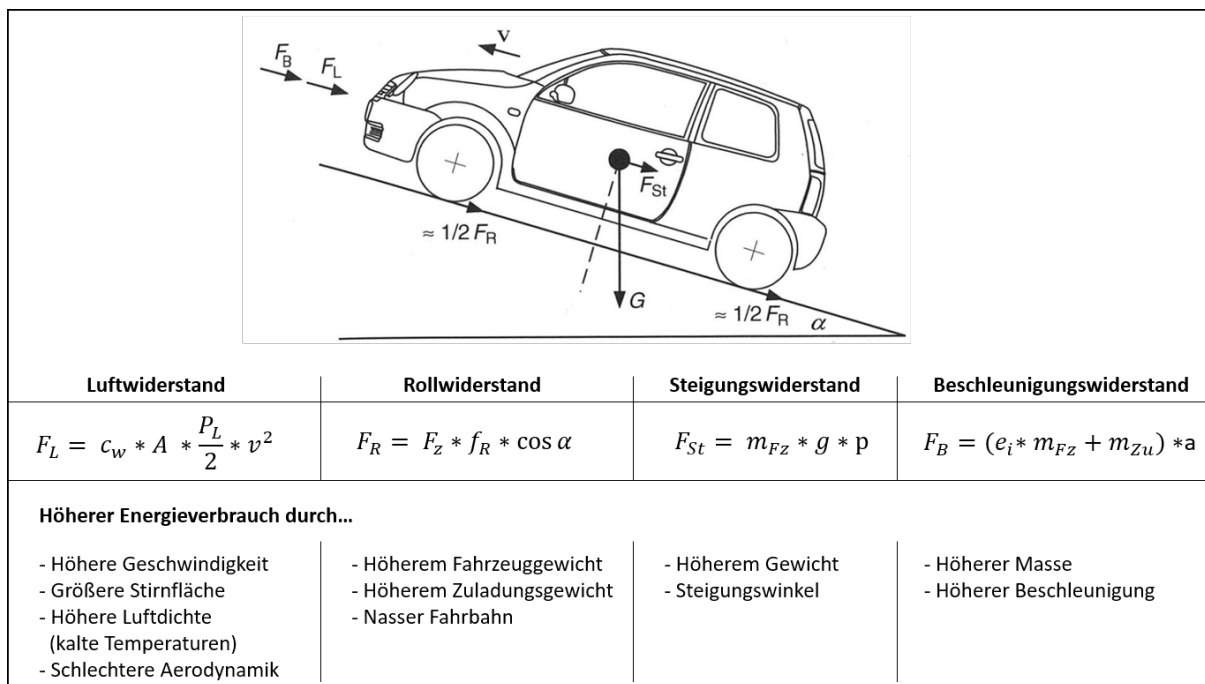 v
F_B
F_L
F_St
≈ 1/2 F_R
G
≈ 1/2 F_R
α
Luftwiderstand
Rollwiderstand
Steigungswiderstand
Beschleunigungswiderstand
F_L = c_w * A * P_L/2 * v²
F_R = F_z * f_R * cos α
F_St = m_Fz * g * p
F_B = (e_i * m_Fz + m_Zu) *a
Höherer Energieverbrauch durch…
- Höhere Geschwindigkeit
- Größere Stirnfläche
- Höhere Luftdichte
(kalte Temperaturen)
- Schlechtere Aerodynamik
- Höherem Fahrzeuggewicht
- Höherem Zuladungsgewicht
- Nasser Fahrbahn
- Höherem Gewicht
- Steigungswinkel
- Höherer Masse
- Höherer Beschleunigung